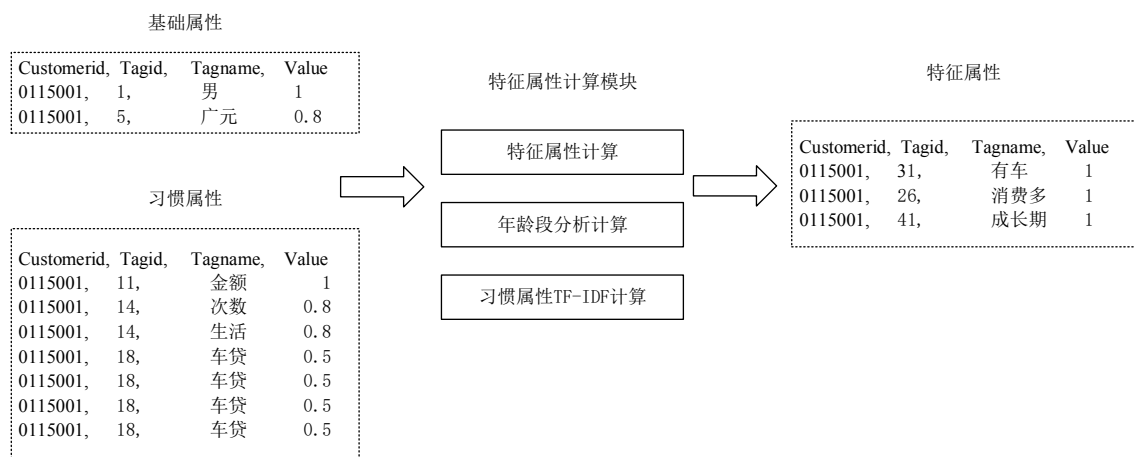 基础属性
Customerid, Tagid, Tagname, Value
0115001, 1, 男 1
0115001, 5, 广元 0.8
习惯属性
Customerid, Tagid, Tagname, Value
0115001, 11, 金额 1
0115001, 14, 次数 0.8
0115001, 14, 生活 0.8
0115001, 18, 车贷 0.5
0115001, 18, 车贷 0.5
0115001, 18, 车贷 0.5
0115001, 18, 车贷 0.5
特征属性计算模块
特征属性计算
年龄段分析计算
习惯属性TF-IDF计算
特征属性
Customerid, Tagid, Tagname, Value
0115001, 31, 有车 1
0115001, 26, 消费多 1
0115001, 41, 成长期 1